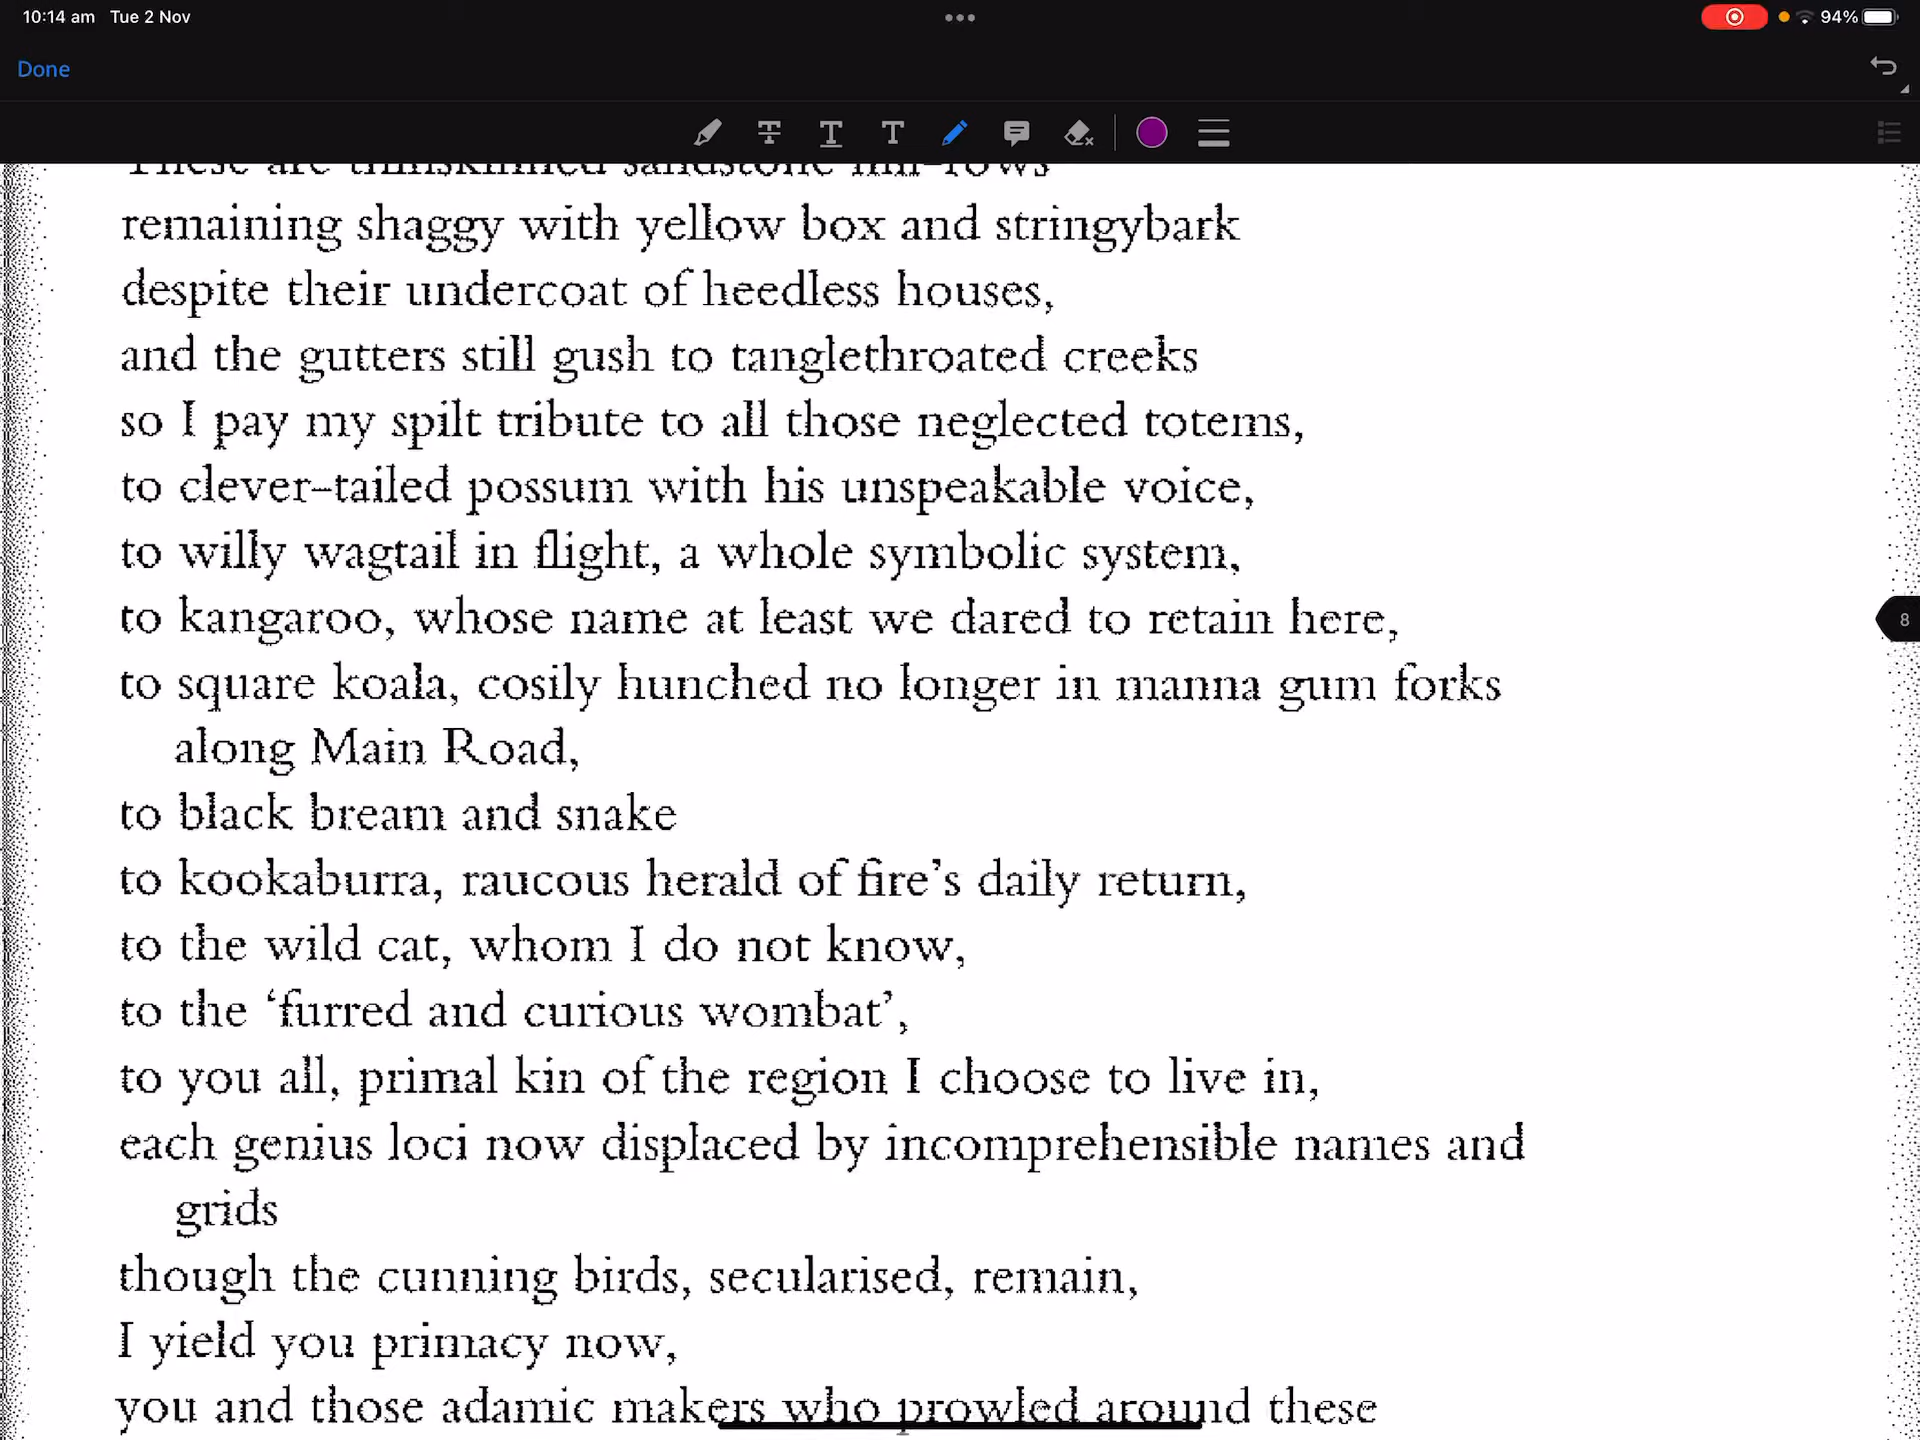 10:14 am Tue 2 Nov
94%
Done
These are thinskinned sandstone hill-rows
remaining shaggy with yellow box and stringybark
despite their undercoat of heedless houses,
and the gutters still gush to tanglethroated creeks
so I pay my spilt tribute to all those neglected totems,
to clever-tailed possum with his unspeakable voice,
to willy wagtail in flight, a whole symbolic system,
to kangaroo, whose name at least we dared to retain here,
8
to square koala, cosily hunched no longer in manna gum forks
along Main Road,
to black bream and snake
to kookaburra, raucous herald of fire's daily return,
to the wild cat, whom I do not know,
to the ‘furred and curious wombat’,
to you all, primal kin of the region I choose to live in,
each genius loci now displaced by incomprehensible names and
grids
though the cunning birds, secularised, remain,
I yield you primacy now,
you and those adamic makers who prowled around these